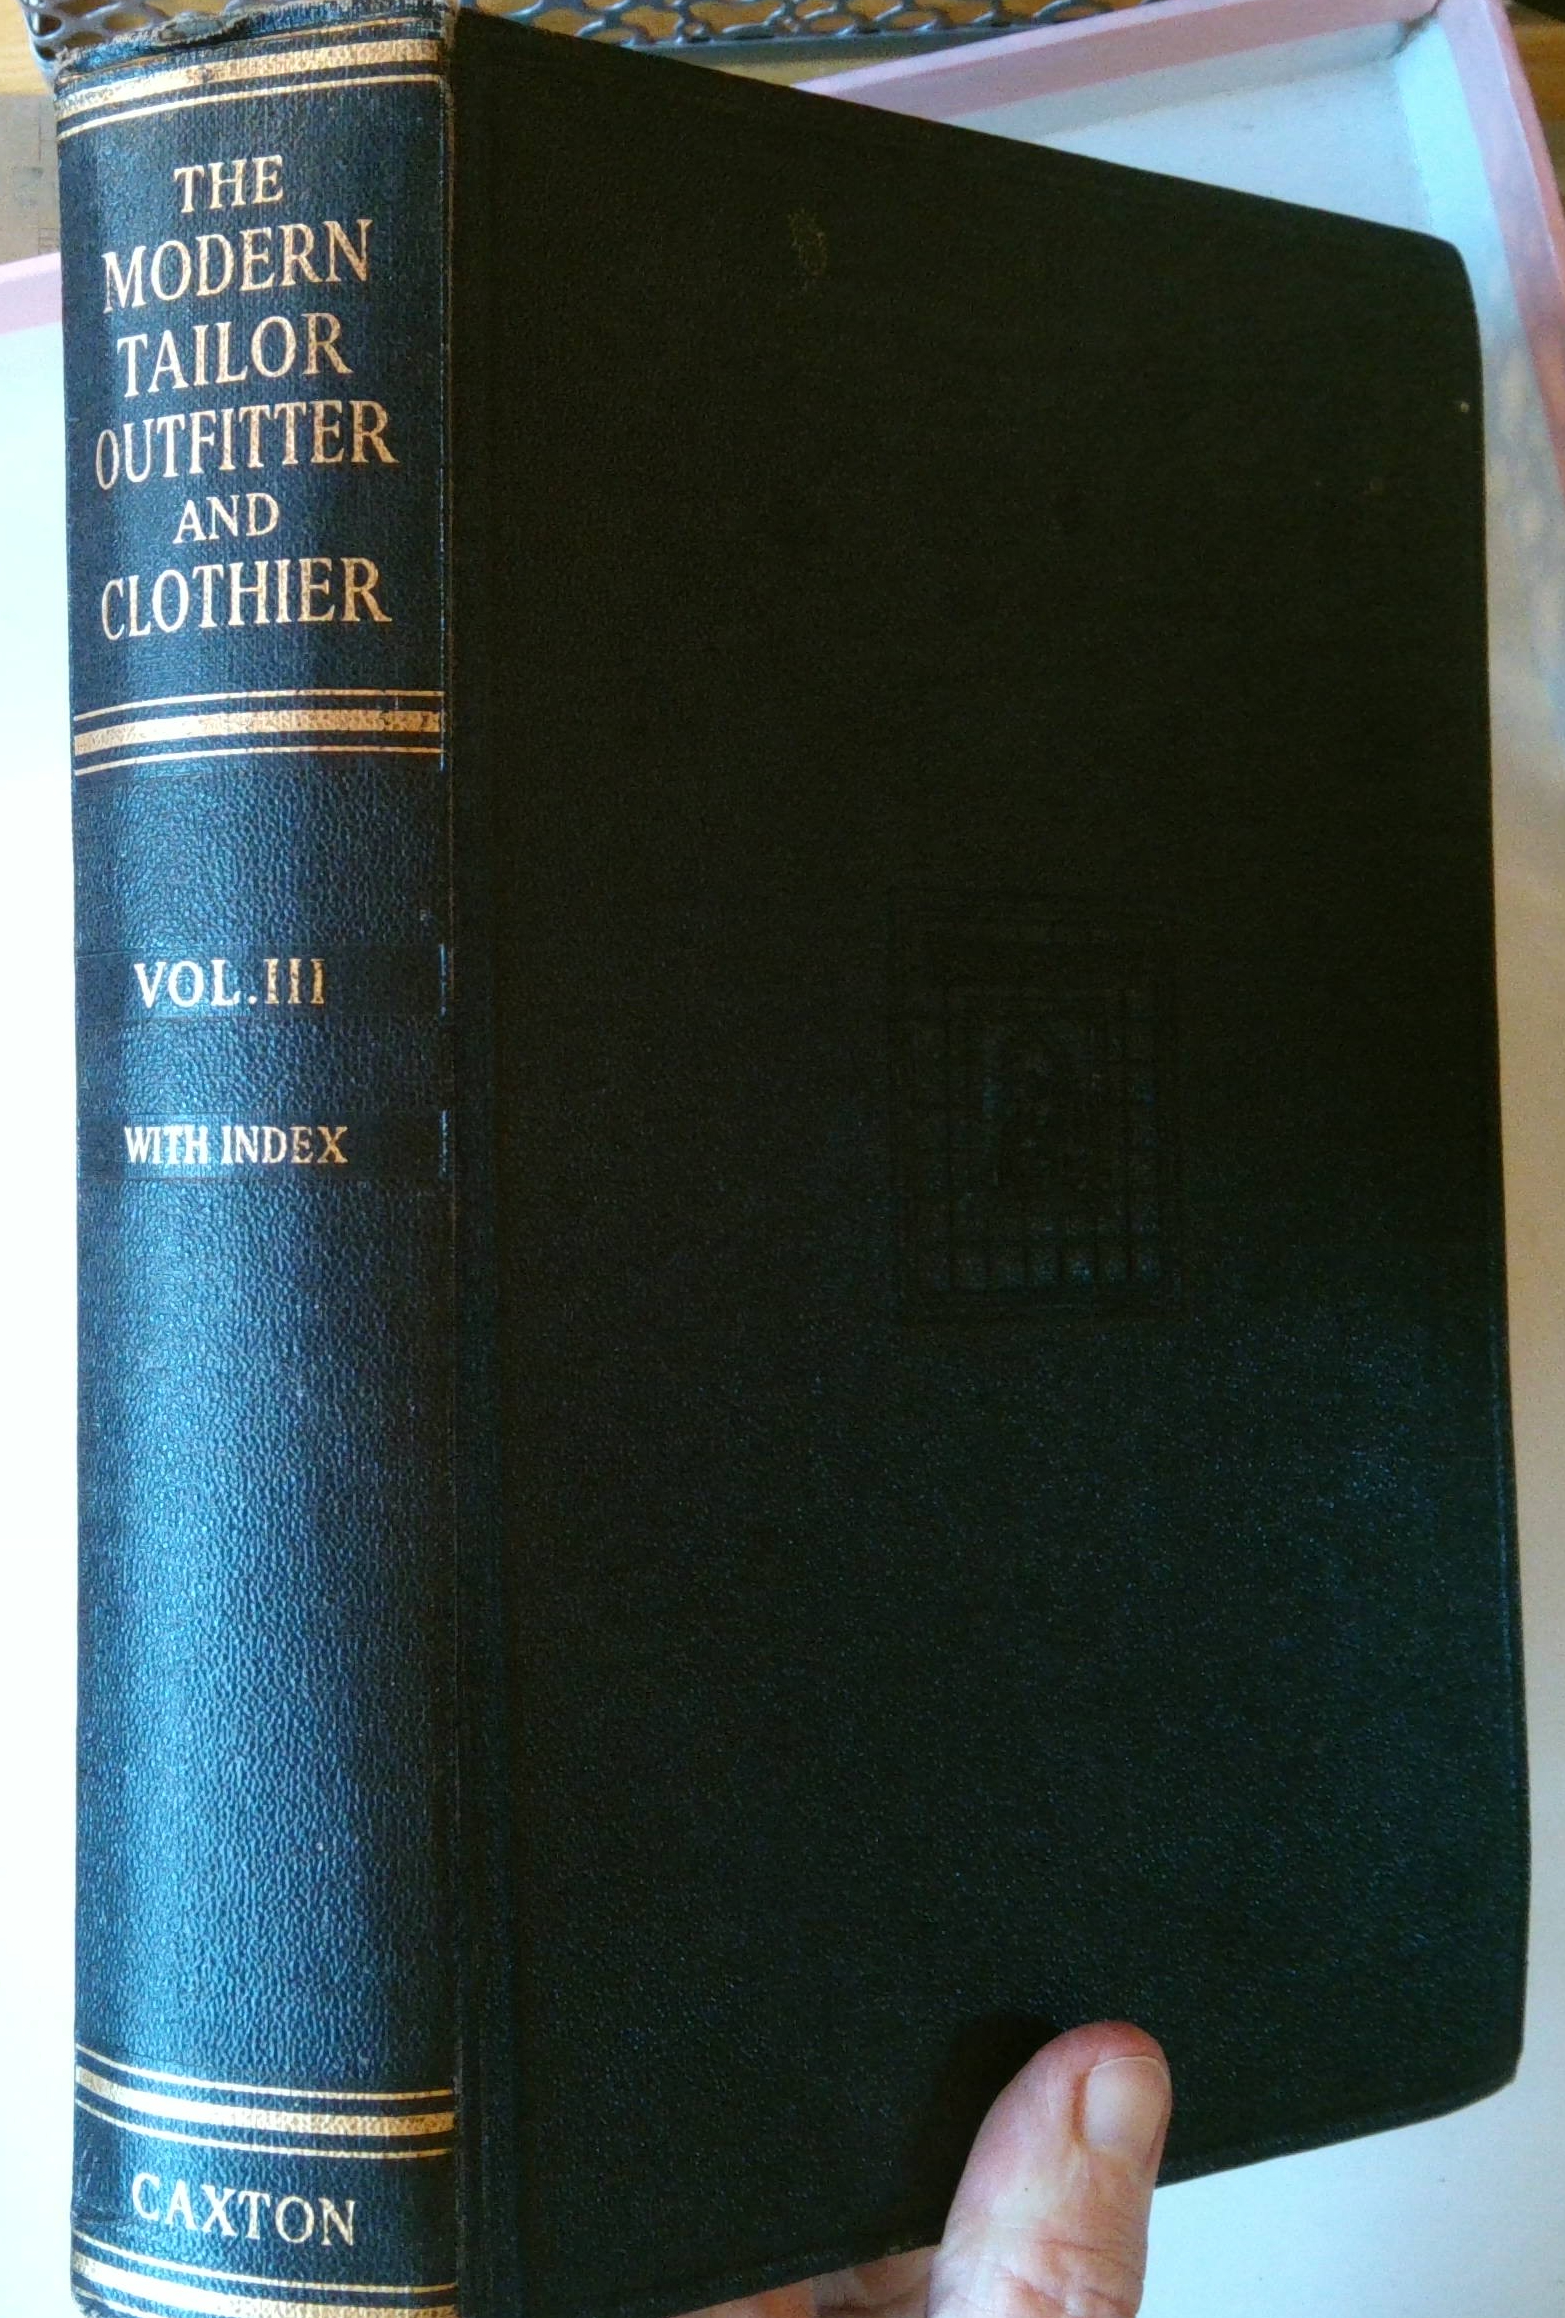 THE
MODERN
TAILOR
OUTFITTER
AND
CLOTHIER
VOL.III
WITH INDEX
CAXTON